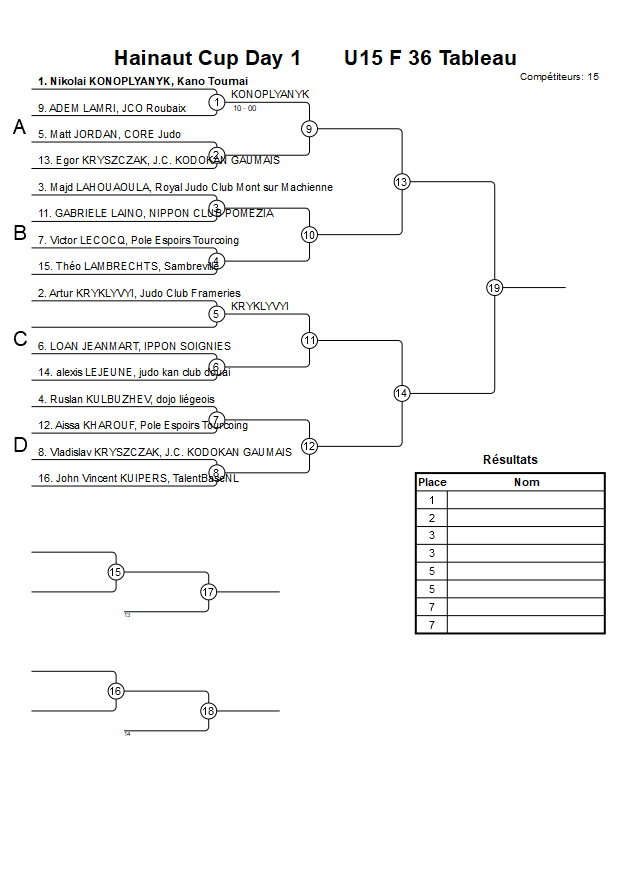 Hainaut Cup Day 1 U15 F 36 Tableau
Compétiteurs: 15
1. Nikolai KONOPLYANYK, Kano Tournai
KONOPLYANYK
1
10 - 00
9. ADEM LAMRI, JCO Roubaix
A
9
5. Matt JORDAN, CORE Judo
2
13. Egor KRYSZCZAK, J.C. KODOKAN GAUMAIS
13
3. Majd LAHOUAOULA, Royal Judo Club Mont sur Machienne
3
11. GABRIELE LAINO, NIPPON CLUB POMEZIA
B
10
7. Victor LECOCQ, Pole Espoirs Tourcoing
4
15. Théo LAMBRECHTS, Sambreville
19
2. Artur KRYKLYVYI, Judo Club Frameries
KRYKLYVYI
5
C
11
6. LOAN JEANMART, IPPON SOIGNIES
6
14. alexis LEJEUNE, judo kan club douai
14
4. Ruslan KULBUZHEV, dojo liégeois
7
12. Aissa KHAROUF, Pole Espoirs Tourcoing
D
12
8. Vladislav KRYSZCZAK, J.C. KODOKAN GAUMAIS
8
16. John Vincent KUIPERS, TalentBaseNL
Résultats
Place Nom
1
2
3
3
5
5
7
7
15
17
13
16
18
14